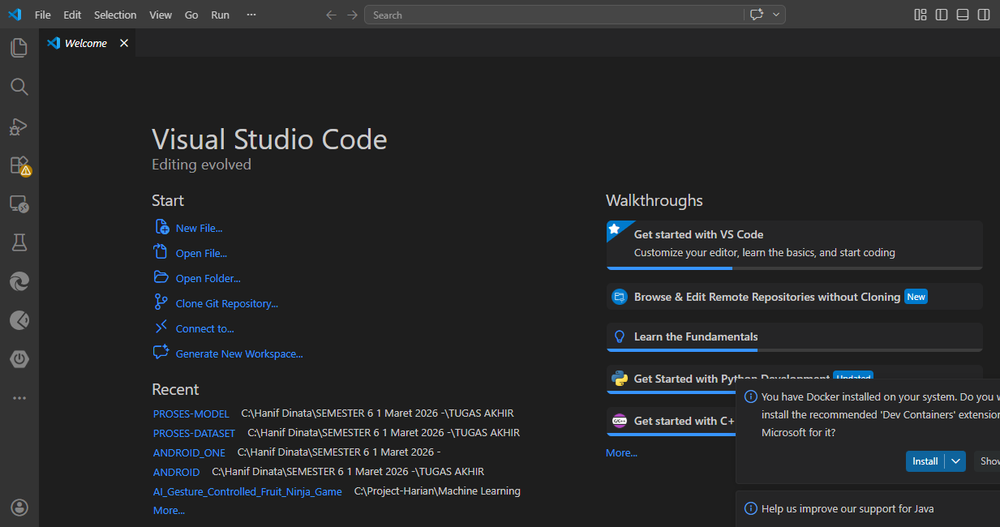 File Edit Selection View Go Run ···
Search
Welcome
Visual Studio Code
Editing evolved
Start
New File...
Open File...
Open Folder...
Clone Git Repository...
Connect to...
Generate New Workspace...
Recent
PROSES-MODEL C:\Hanif Dinata\SEMESTER 6 1 Maret 2026 -\TUGAS AKHIR
PROSES-DATASET C:\Hanif Dinata\SEMESTER 6 1 Maret 2026 -\TUGAS AKHIR
ANDROID_ONE C:\Hanif Dinata\SEMESTER 6 1 Maret 2026 -
ANDROID C:\Hanif Dinata\SEMESTER 6 1 Maret 2026 -\TUGAS AKHIR
AI_Gesture_Controlled_Fruit_Ninja_Game C:\Project-Harian\Machine Learning
More...
Walkthroughs
Get started with VS Code
Customize your editor, learn the basics, and start coding
Browse & Edit Remote Repositories without Cloning New
Learn the Fundamentals
Get Started with Python Development Updated
Get started with C+
More...
You have Docker installed on your system. Do you w
install the recommended 'Dev Containers' extension
Microsoft for it?
Install Show
Help us improve our support for Java